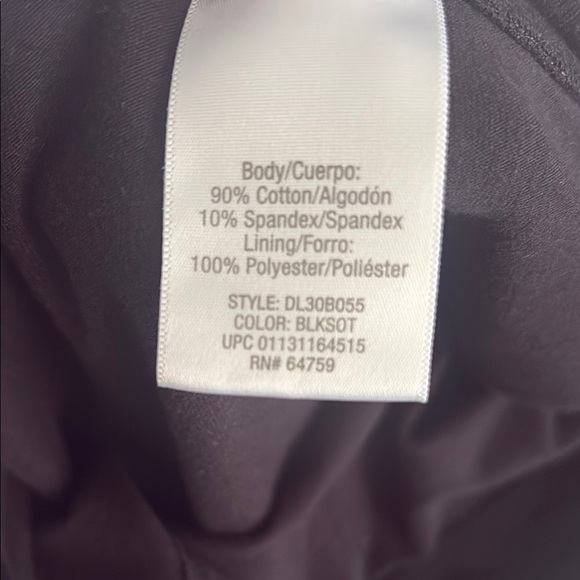 Body/Cuerpo:
90% Cotton/Algodón
10% Spandex/Spandex
Lining/Forro:
100% Polyester/Poliéster
STYLE: DL30B055
COLOR: BLKSOT
UPC 01131164515
RN# 64759